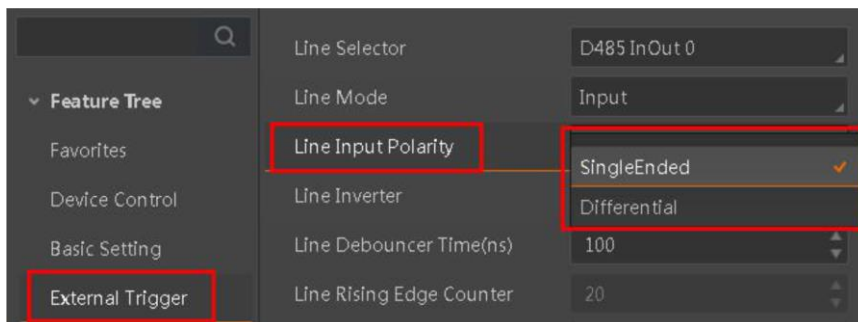 Feature Tree
Favorites
Device Control
Basic Setting
External Trigger
Line Selector D485 InOut 0
Line Mode Input
Line Input Polarity
SingleEnded
Differential
Line Inverter
Line Debouncer Time(ns) 100
Line Rising Edge Counter 20